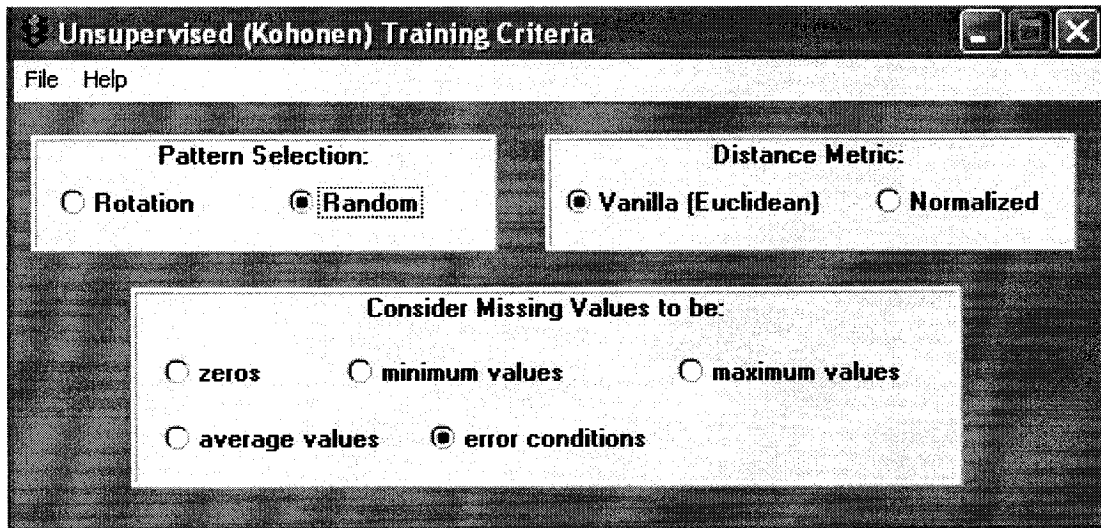 Unsupervised (Kohonen) Training Criteria
File Help
Pattern Selection:
Rotation Random
Distance Metric:
Vanilla (Euclidean) Normalized
Consider Missing Values to be:
zeros minimum values maximum values
average values error conditions